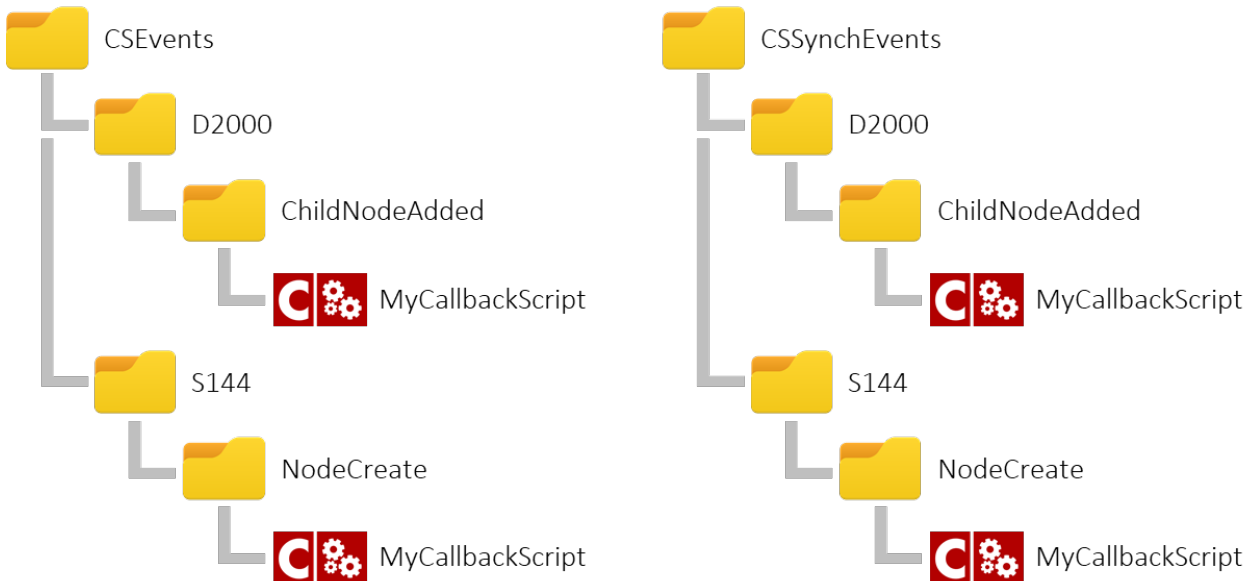 CSEvents
D2000
ChildNodeAdded
MyCallbackScript
S144
NodeCreate
MyCallbackScript
CSSynchEvents
D2000
ChildNodeAdded
MyCallbackScript
S144
NodeCreate
MyCallbackScript